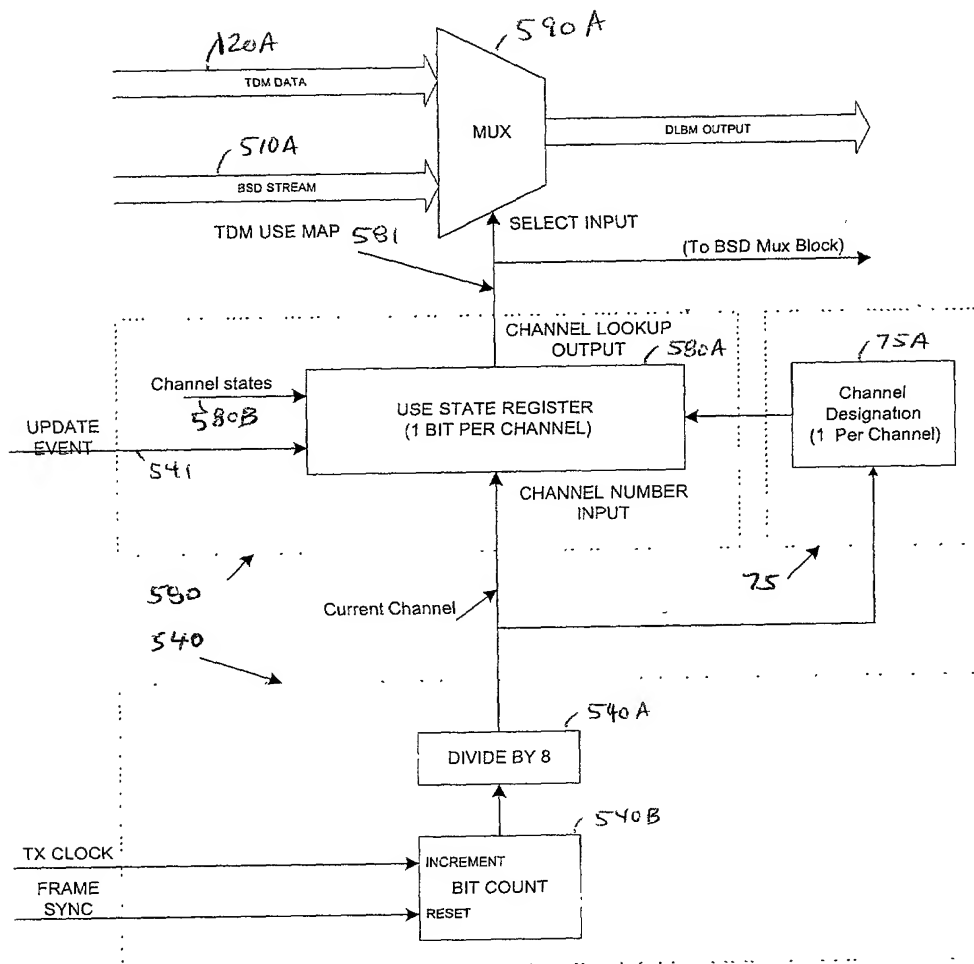 590A
120A
TDM DATA
MUX
DLBM OUTPUT
510A
BSD STREAM
TDM USE MAP 581
SELECT INPUT
(To BSD Mux Block)
CHANNEL LOOKUP
OUTPUT
580A
75A
Channel states
580B
USE STATE REGISTER
(1 BIT PER CHANNEL)
Channel
Designation
(1 Per Channel)
UPDATE
EVENT
541
CHANNEL NUMBER
INPUT
580
75
Current Channel
540
540A
DIVIDE BY 8
540B
TX CLOCK
INCREMENT
BIT COUNT
FRAME
SYNC
RESET